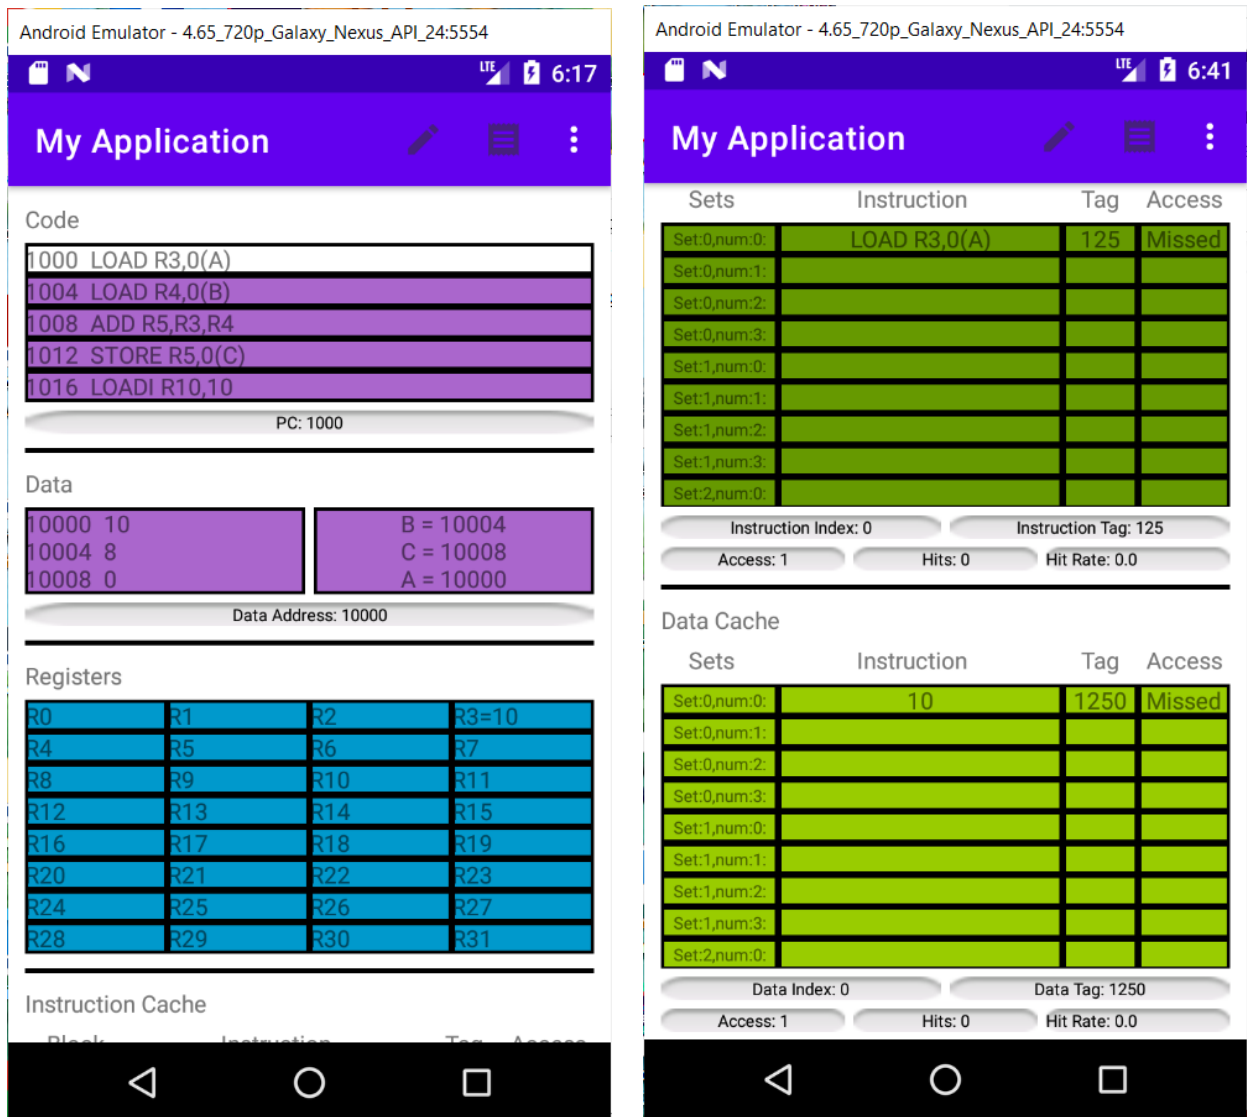 Android Emulator - 4.65_720p_Galaxy_Nexus_API_24:5554
LTE 6:17
My Application
Code
1000 LOAD R3,0(A)
1004 LOAD R4,0(B)
1008 ADD R5,R3,R4
1012 STORE R5,0(C)
1016 LOADI R10,10
PC: 1000
Data
10000 10
10004 8
10008 0
B = 10004
C = 10008
A = 10000
Data Address: 10000
Registers
R0 R1 R2 R3=10
R4 R5 R6 R7
R8 R9 R10 R11
R12 R13 R14 R15
R16 R17 R18 R19
R20 R21 R22 R23
R24 R25 R26 R27
R28 R29 R30 R31
Instruction Cache
Block Instruction Tag Access
Android Emulator - 4.65_720p_Galaxy_Nexus_API_24:5554
LTE 6:41
My Application
Sets Instruction Tag Access
Set:0,num:0: LOAD R3,0(A) 125 Missed
Set:0,num:1:
Set:0,num:2:
Set:0,num:3:
Set:1,num:0:
Set:1,num:1:
Set:1,num:2:
Set:1,num:3:
Set:2,num:0:
Instruction Index: 0 Instruction Tag: 125
Access: 1 Hits: 0 Hit Rate: 0.0
Data Cache
Sets Instruction Tag Access
Set:0,num:0: 10 1250 Missed
Set:0,num:1:
Set:0,num:2:
Set:0,num:3:
Set:1,num:0:
Set:1,num:1:
Set:1,num:2:
Set:1,num:3:
Set:2,num:0:
Data Index: 0 Data Tag: 1250
Access: 1 Hits: 0 Hit Rate: 0.0